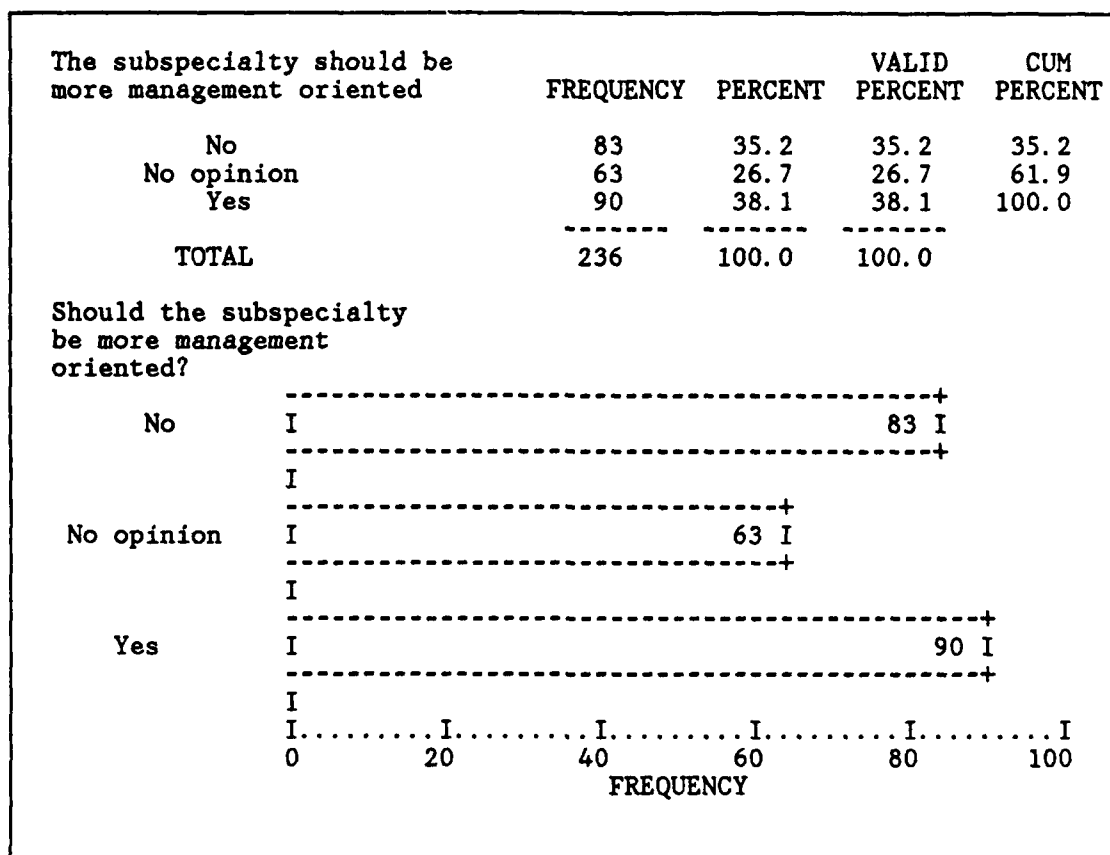 The subspecialty should be VALID CUM
more management oriented FREQUENCY PERCENT PERCENT PERCENT
No 83 35.2 35.2 35.2
No opinion 63 26.7 26.7 61.9
Yes 90 38.1 38.1 100.0
------- ------- -------
TOTAL 236 100.0 100.0
Should the subspecialty
be more management
oriented?
-------------------------------------------+
No I 83 I
-------------------------------------------+
I
---------------------------------+
No opinion I 63 I
---------------------------------+
I
----------------------------------------------+
Yes I 90 I
----------------------------------------------+
I
I.........I.........I.........I.........I.........I
0 20 40 60 80 100
FREQUENCY